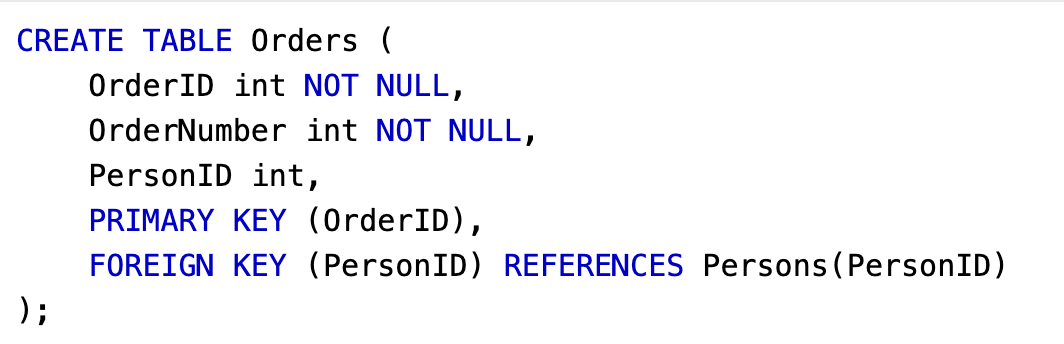 CREATE TABLE Orders (
    OrderID int NOT NULL,
    OrderNumber int NOT NULL,
    PersonID int,
    PRIMARY KEY (OrderID),
    FOREIGN KEY (PersonID) REFERENCES Persons(PersonID)
);